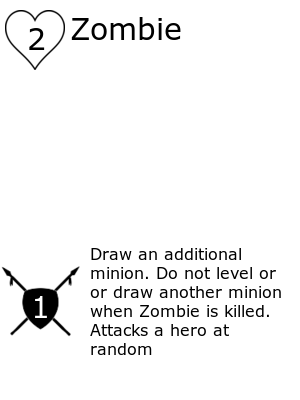 2 Zombie
Draw an additional
minion. Do not level or
or draw another minion
when Zombie is killed.
1
Attacks a hero at
random